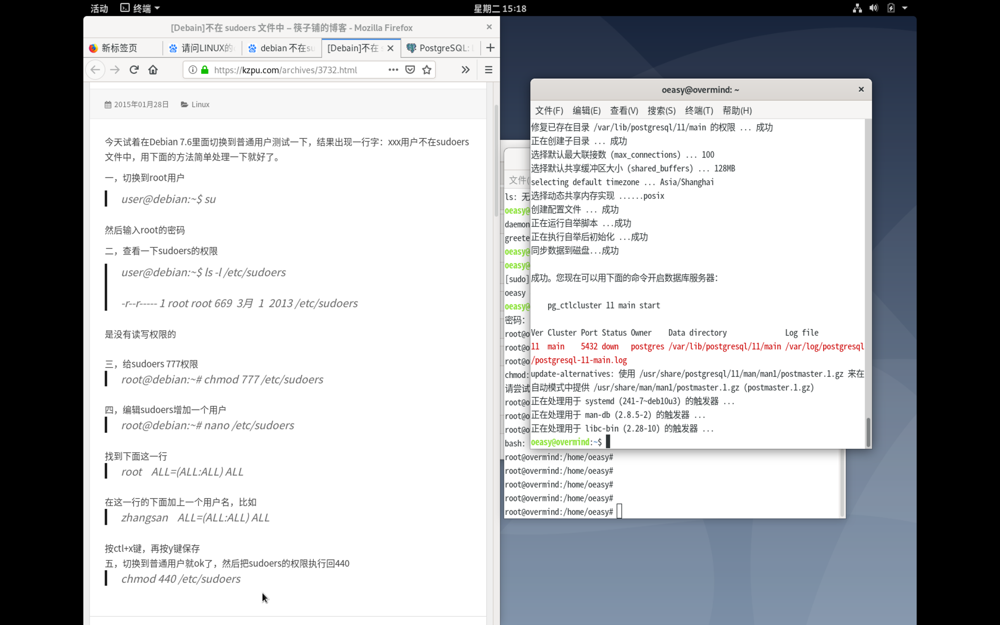 活动 终端 星期二 15:18
[Debain]不在 sudoers 文件中 – 筷子铺的博客 - Mozilla Firefox
新标签页 请问LINUX的 debian 不在su [Debain]不在 s PostgreSQL:
https://kzpu.com/archives/3732.html
2015年01月28日 Linux
今天试着在Debian 7.6里面切换到普通用户测试一下，结果出现一行字：xxx用户不在sudoers
文件中，用下面的方法简单处理一下就好了。
一，切换到root用户
user@debian:~$ su
然后输入root的密码
二，查看一下sudoers的权限
user@debian:~$ ls -l /etc/sudoers
-r--r----- 1 root root 669 3月 1 2013 /etc/sudoers
是没有读写权限的
三，给sudoers 777权限
root@debian:~# chmod 777 /etc/sudoers
四，编辑sudoers增加一个用户
root@debian:~# nano /etc/sudoers
找到下面这一行
root ALL=(ALL:ALL) ALL
在这一行的下面加上一个用户名，比如
zhangsan ALL=(ALL:ALL) ALL
按ctl+x键，再按y键保存
五，切换到普通用户就ok了，然后把sudoers的权限执行回440
chmod 440 /etc/sudoers
oeasy@overmind: ~
文件(F) 编辑(E) 查看(V) 搜索(S) 终端(T) 帮助(H)
修复已存在目录 /var/lib/postgresql/11/main 的权限 ... 成功
正在创建子目录 ... 成功
选择默认最大联接数 (max_connections) ... 100
选择默认共享缓冲区大小 (shared_buffers) ... 128MB
selecting default timezone ... Asia/Shanghai
选择动态共享内存实现 ......posix
创建配置文件 ... 成功
正在运行自举脚本 ...成功
正在执行自举后初始化 ...成功
同步数据到磁盘...成功
成功。您现在可以用下面的命令开启数据库服务器：
pg_ctlcluster 11 main start
Ver Cluster Port Status Owner Data directory Log file
11 main 5432 down postgres /var/lib/postgresql/11/main /var/log/postgresql
/postgresql-11-main.log
update-alternatives: 使用 /usr/share/postgresql/11/man/man1/postmaster.1.gz 来在
自动模式中提供 /usr/share/man/man1/postmaster.1.gz (postmaster.1.gz)
正在处理用于 systemd (241-7~deb10u3) 的触发器 ...
正在处理用于 man-db (2.8.5-2) 的触发器 ...
正在处理用于 libc-bin (2.28-10) 的触发器 ...
oeasy@overmind:~$
文件(
ls: 无
oeasy@
daemon
greete
oeasy@
oeasy@
[sudo]
oeasy
oeasy@
密码：
root@o
root@o
root@o
chmod:
请尝试
root@o
root@o
root@o
bash:
root@overmind:/home/oeasy#
root@overmind:/home/oeasy#
root@overmind:/home/oeasy#
root@overmind:/home/oeasy#
root@overmind:/home/oeasy#